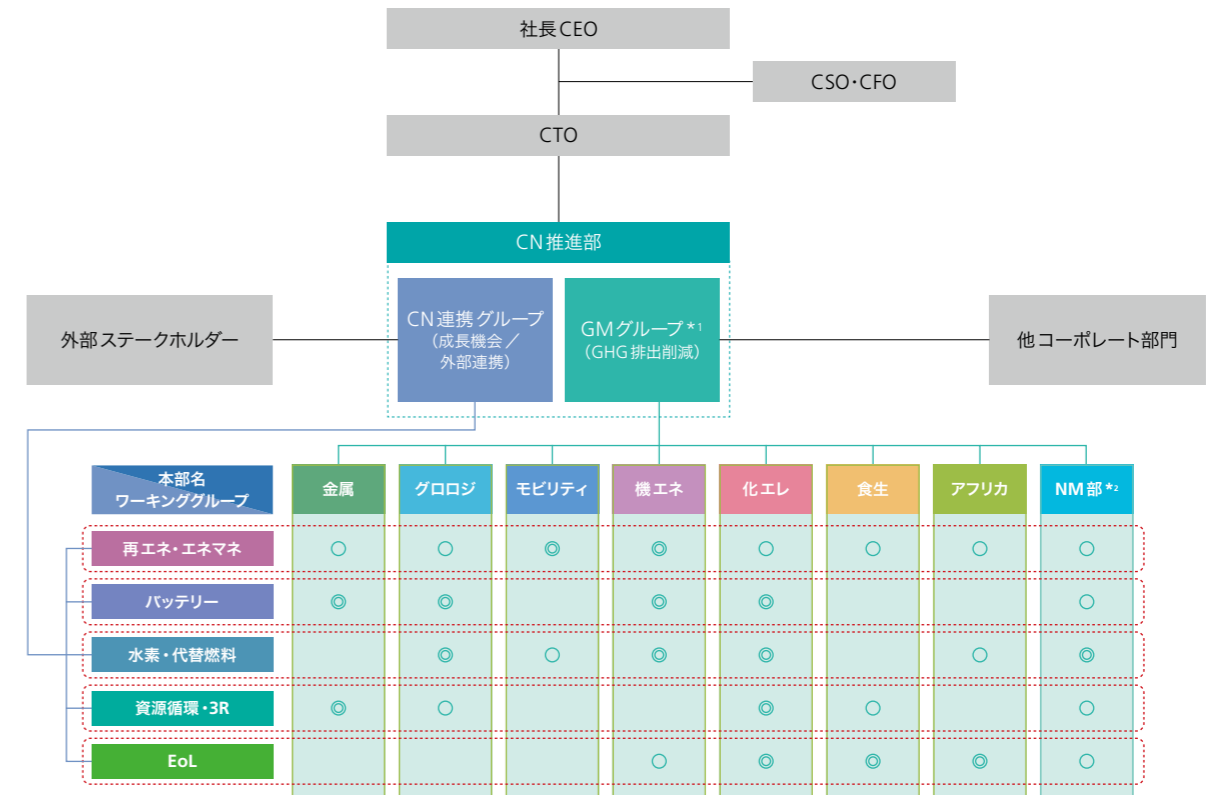 社長CEO
CSO・CFO
CTO
CN推進部
CN連携グループ
(成長機会／
外部連携)
GMグループ*1
(GHG排出削減)
外部ステークホルダー
他コーポレート部門
本部名
ワーキンググループ
金属
グロロジ
モビリティ
機エネ
化エレ
食生
アフリカ
NM部*2
再エネ・エネマネ ○ ○ ◎ ◎ ○ ○ ○ ○
バッテリー ◎ ◎ ◎ ◎ ○
水素・代替燃料 ◎ ○ ◎ ◎ ○ ◎
資源循環・3R ◎ ○ ◎ ○ ○
EoL ○ ◎ ◎ ◎ ○